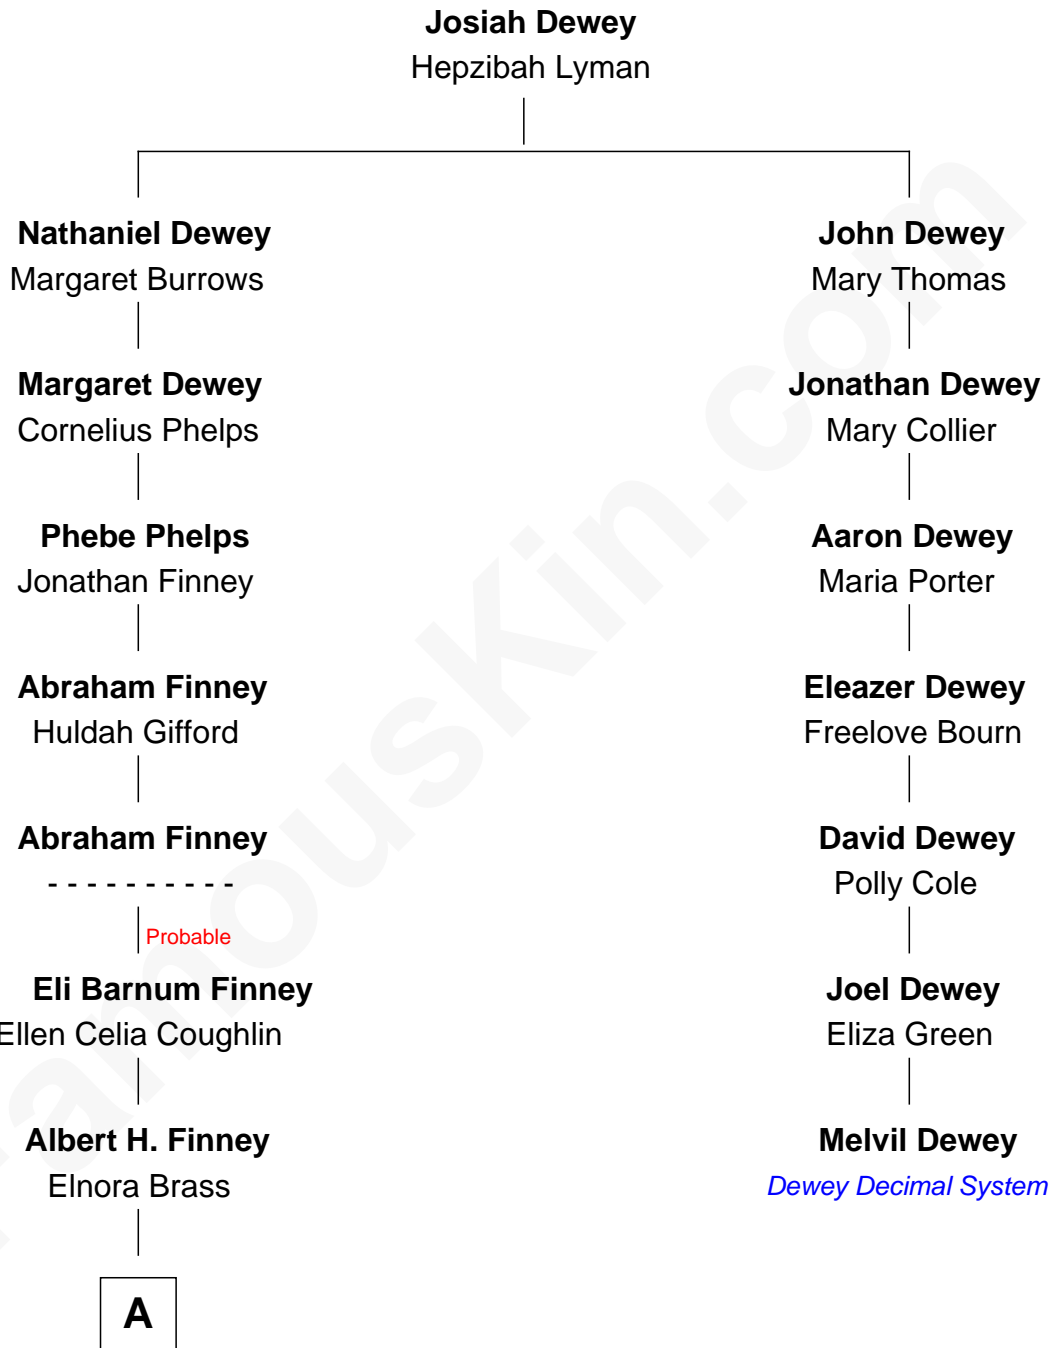 Josiah Dewey
Hepzibah Lyman
Nathaniel Dewey
Margaret Burrows
John Dewey
Mary Thomas
Margaret Dewey
Cornelius Phelps
Jonathan Dewey
Mary Collier
Phebe Phelps
Jonathan Finney
Aaron Dewey
Maria Porter
Abraham Finney
Huldah Gifford
Eleazer Dewey
Freelove Bourn
Abraham Finney
- - - - - - - - - -
David Dewey
Polly Cole
Probable
Eli Barnum Finney
Ellen Celia Coughlin
Joel Dewey
Eliza Green
Albert H. Finney
Elnora Brass
Melvil Dewey
Dewey Decimal System
A
FamousKin.com